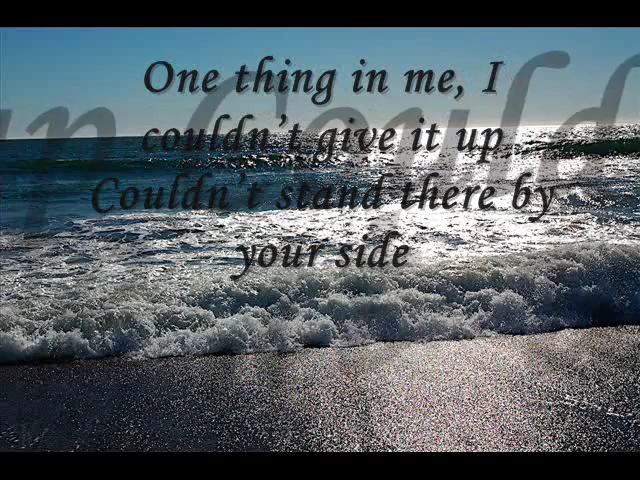 One thing in me, I
couldn't give it up
Couldn't stand there by
your side